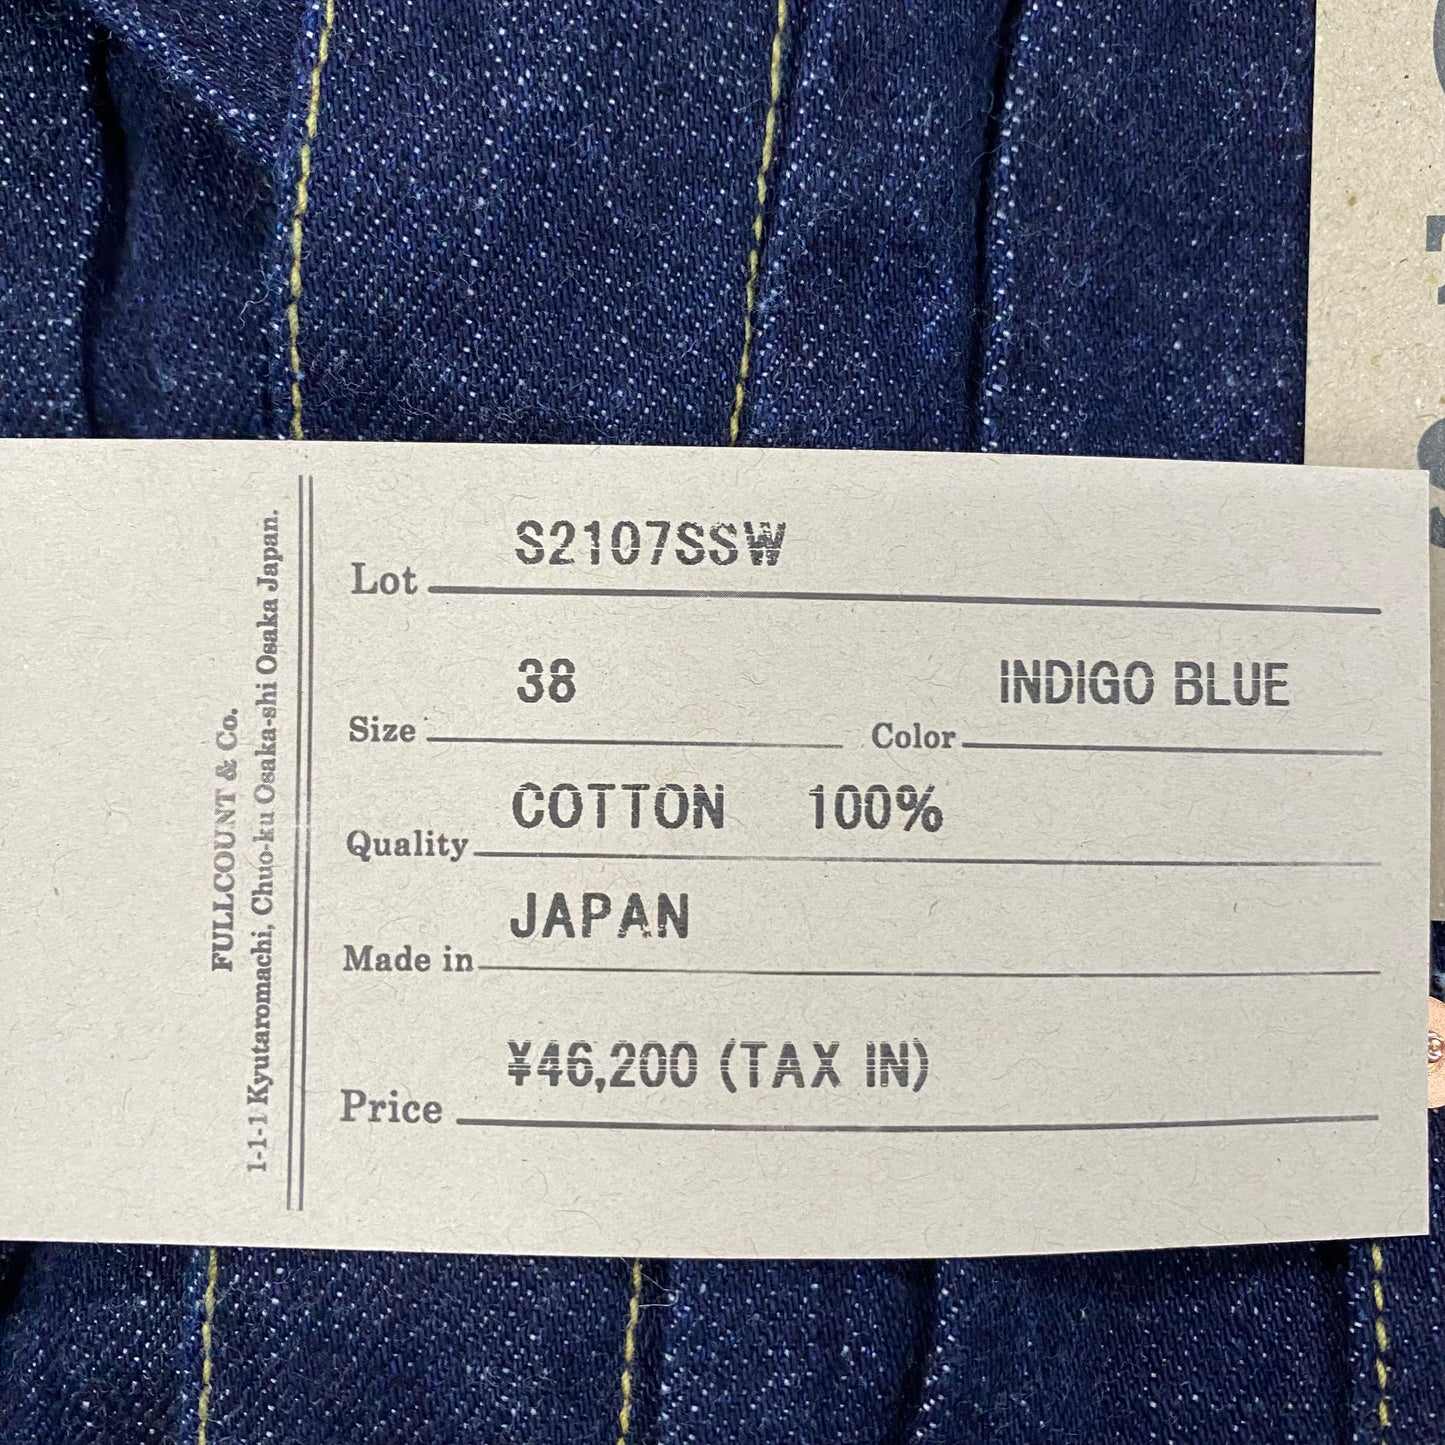 FULLCOUNT & Co.
1-1-1 Kyutaromachi, Chuo-ku Osaka-shi Osaka Japan.
Lot S2107SSW
Size 38 Color INDIGO BLUE
Quality COTTON 100%
Made in JAPAN
Price ¥46,200 (TAX IN)